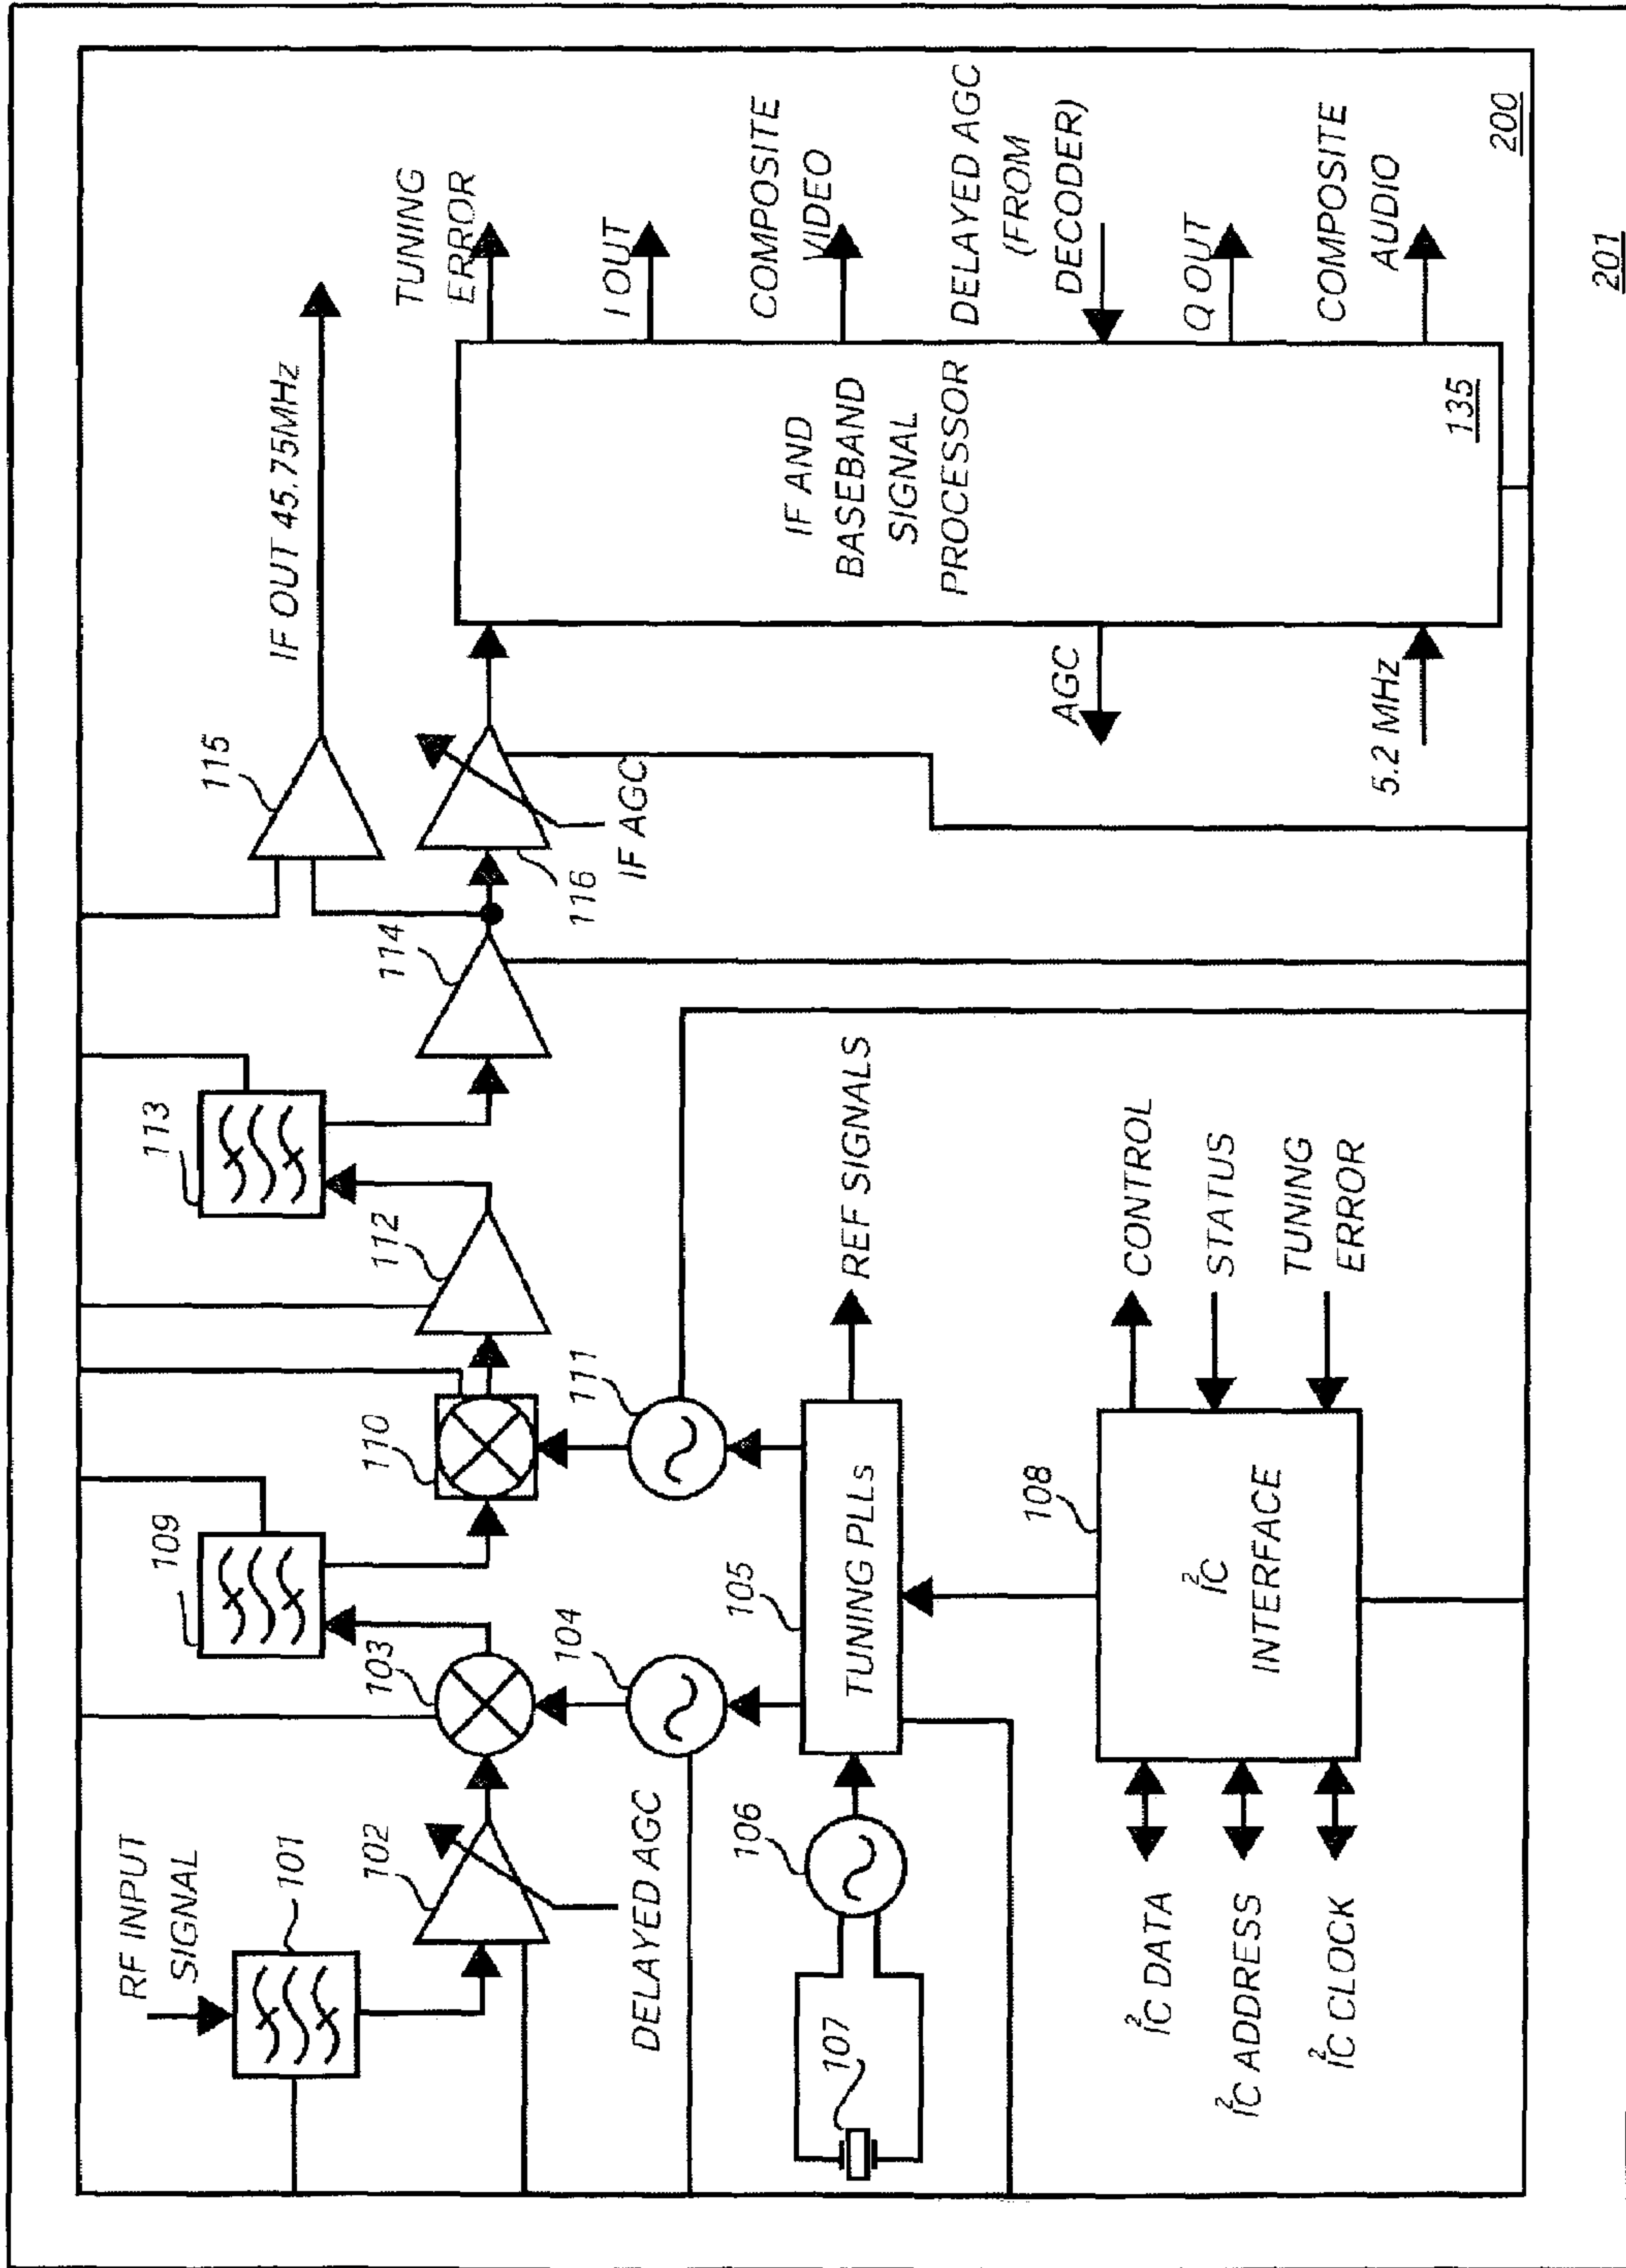 RF INPUT
SIGNAL
101
102
DELAYED AGC
103
104
109
110
111
112
113
114
115
IF OUT 45.75MHz
116
IF AGC
TUNING
ERROR
I OUT
COMPOSITE
VIDEO
DELAYED AGC
(FROM
DECODER)
Q OUT
COMPOSITE
AUDIO
IF AND
BASEBAND
SIGNAL
PROCESSOR
135
AGC
5.2 MHz
107
106
105
TUNING PLLs
REF SIGNALS
108
I²C
INTERFACE
CONTROL
STATUS
TUNING
ERROR
I²C DATA
I²C ADDRESS
I²C CLOCK
200
201